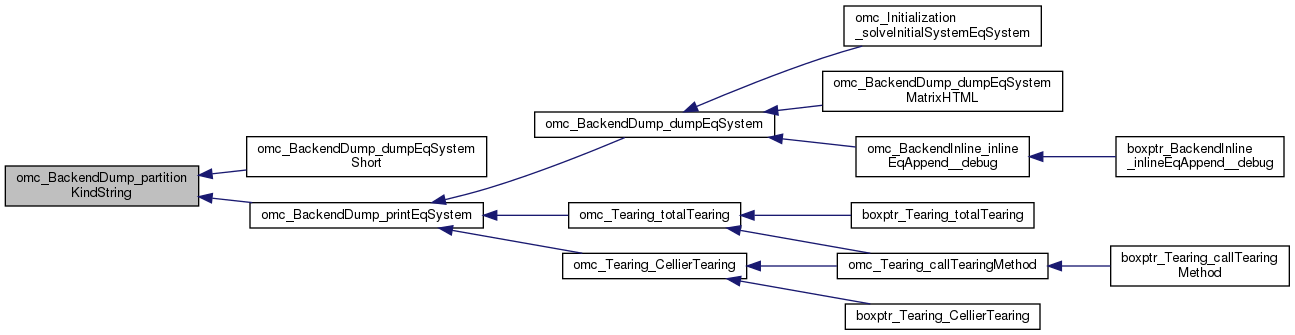 omc_BackendDump_partition
KindString
omc_BackendDump_dumpEqSystem
Short
omc_BackendDump_printEqSystem
omc_BackendDump_dumpEqSystem
omc_Initialization
_solveInitialSystemEqSystem
omc_BackendDump_dumpEqSystem
MatrixHTML
omc_BackendInline_inline
EqAppend__debug
boxptr_BackendInline
_inlineEqAppend__debug
omc_Tearing_totalTearing
boxptr_Tearing_totalTearing
omc_Tearing_CellierTearing
omc_Tearing_callTearingMethod
boxptr_Tearing_callTearing
Method
boxptr_Tearing_CellierTearing